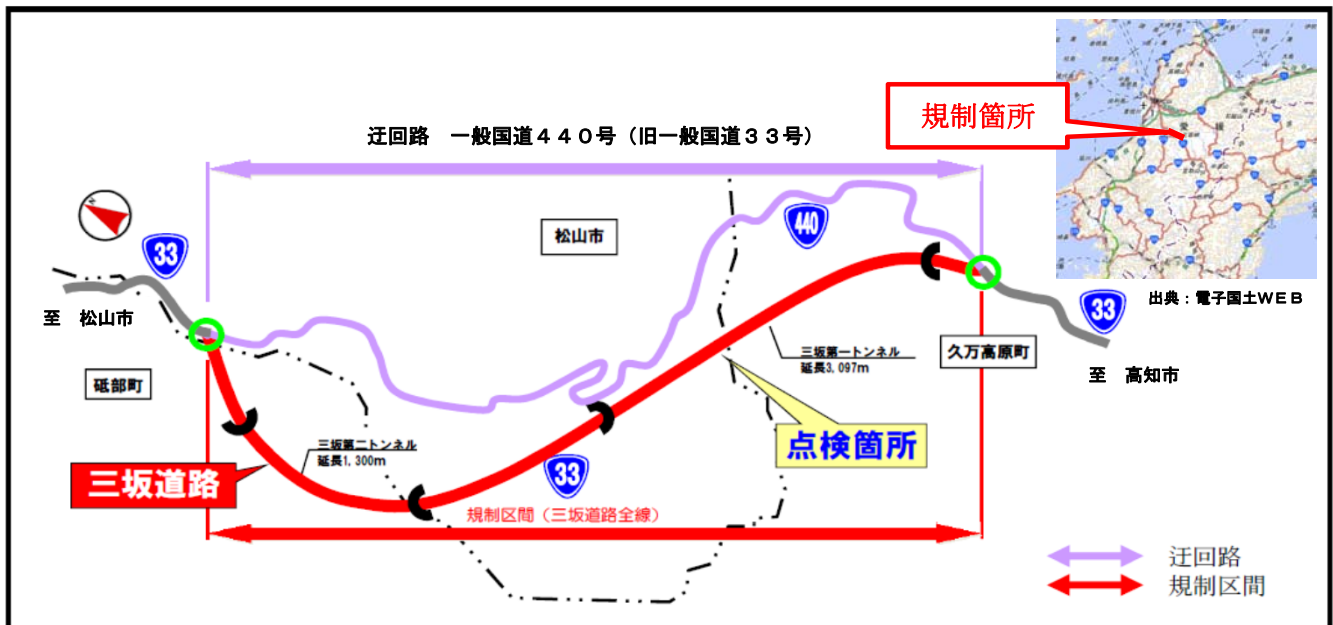 規制箇所
迂回路 一般国道440号(旧一般国道33号)
愛媛
N
33
松山市
440
至 松山市
33
出典:電子国土WEB
三坂第一トンネル
延長3,097m
久万高原町
至 高知市
砥部町
点検箇所
三坂第二トンネル
延長1,300m
三坂道路
33
規制区間(三坂道路全線)
迂回路
規制区間